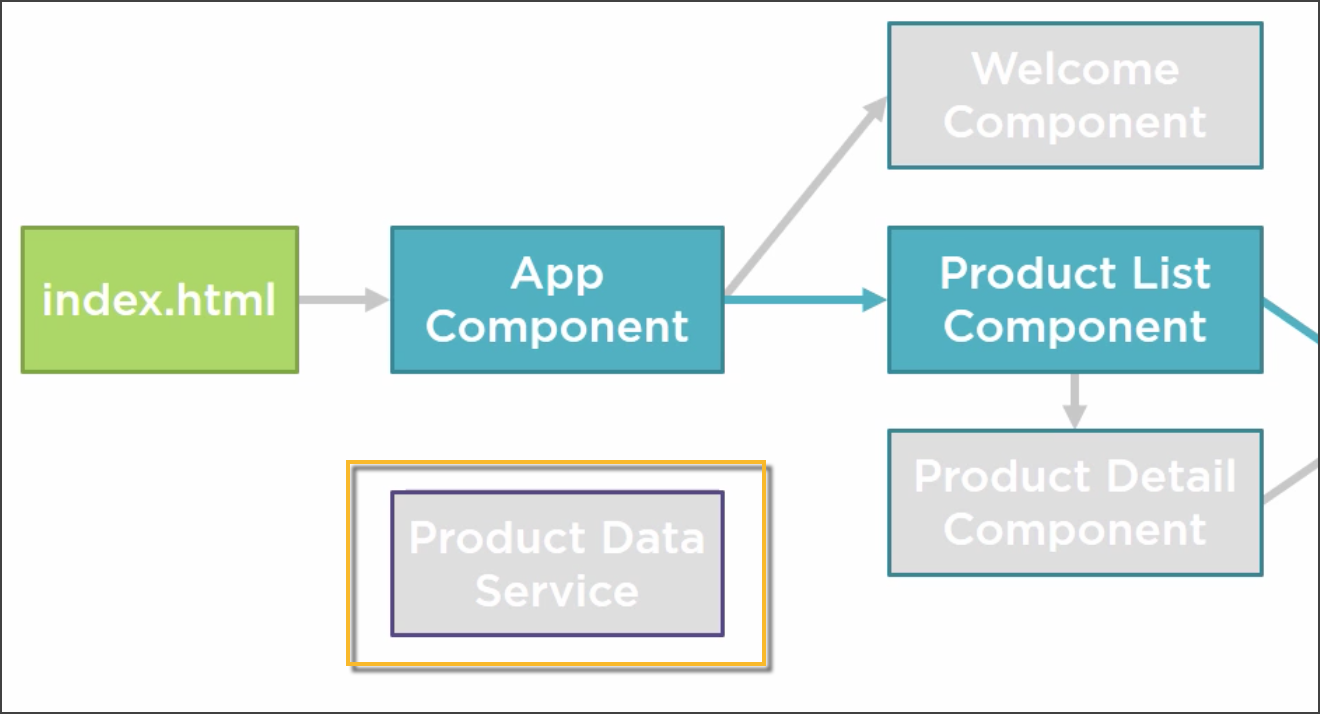 Welcome
Component
index.html
App
Component
Product List
Component
Product Detail
Component
Product Data
Service